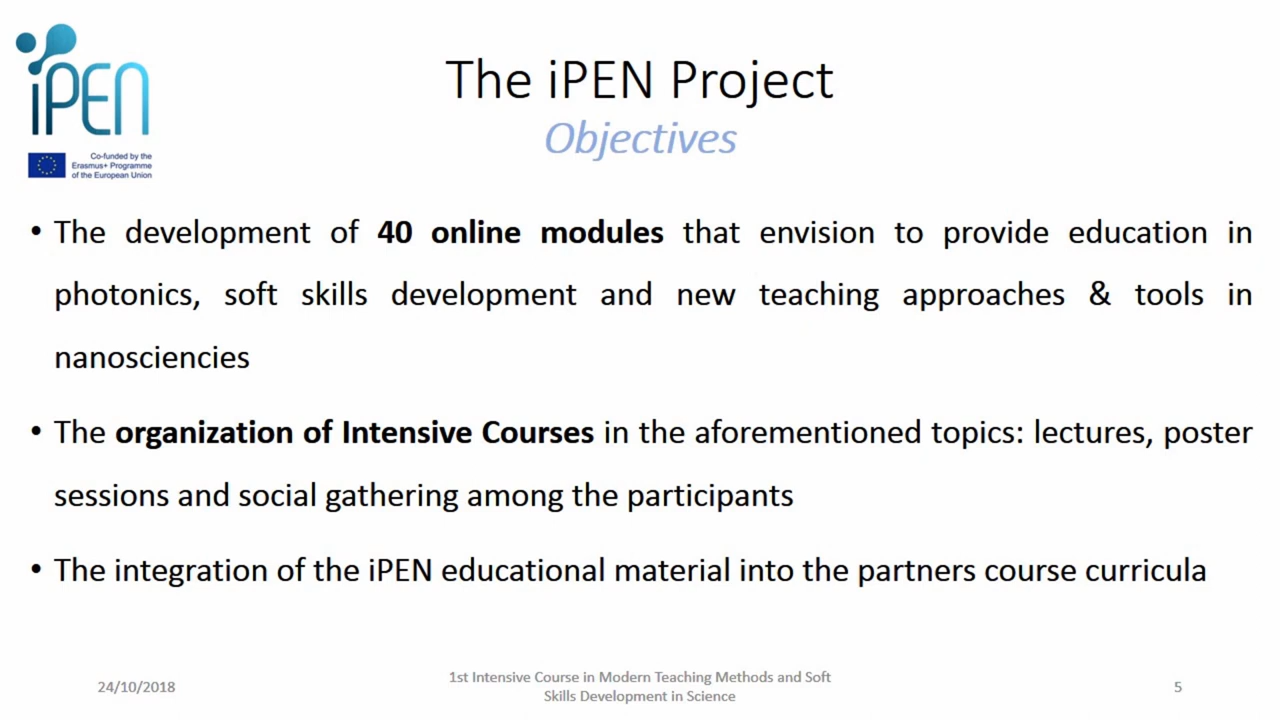 iPEN
Co-funded by the
Erasmus+ Programme
of the European Union
The iPEN Project
Objectives
• The development of 40 online modules that envision to provide education in
photonics, soft skills development and new teaching approaches & tools in
nanosciencies
• The organization of Intensive Courses in the aforementioned topics: lectures, poster
sessions and social gathering among the participants
• The integration of the iPEN educational material into the partners course curricula
24/10/2018
1st Intensive Course in Modern Teaching Methods and Soft
Skills Development in Science
5